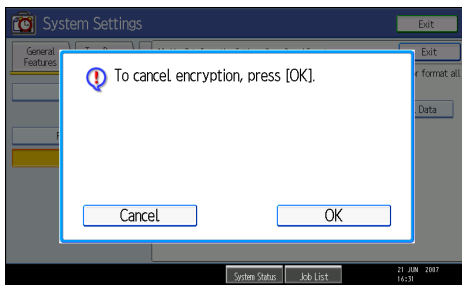 System Settings
Exit
General
Features
Exit
r format all
To cancel encryption, press [OK].
Data
Cancel
OK
System Status
Job List
21 JUN 2007
16:31